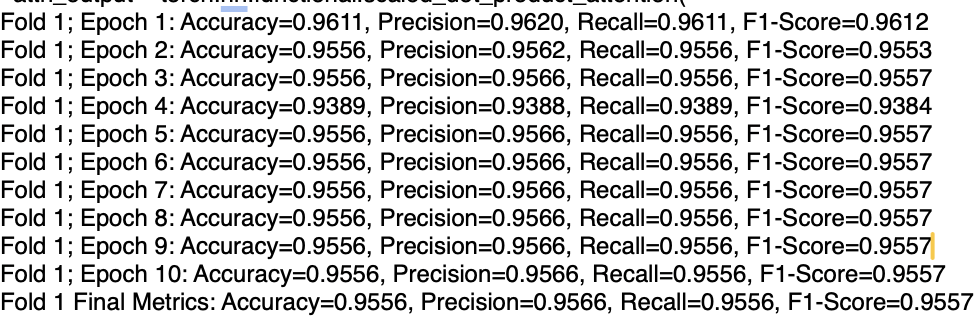 Fold 1; Epoch 1: Accuracy=0.9611, Precision=0.9620, Recall=0.9611, F1-Score=0.9612
Fold 1; Epoch 2: Accuracy=0.9556, Precision=0.9562, Recall=0.9556, F1-Score=0.9553
Fold 1; Epoch 3: Accuracy=0.9556, Precision=0.9566, Recall=0.9556, F1-Score=0.9557
Fold 1; Epoch 4: Accuracy=0.9389, Precision=0.9388, Recall=0.9389, F1-Score=0.9384
Fold 1; Epoch 5: Accuracy=0.9556, Precision=0.9566, Recall=0.9556, F1-Score=0.9557
Fold 1; Epoch 6: Accuracy=0.9556, Precision=0.9566, Recall=0.9556, F1-Score=0.9557
Fold 1; Epoch 7: Accuracy=0.9556, Precision=0.9566, Recall=0.9556, F1-Score=0.9557
Fold 1; Epoch 8: Accuracy=0.9556, Precision=0.9566, Recall=0.9556, F1-Score=0.9557
Fold 1; Epoch 9: Accuracy=0.9556, Precision=0.9566, Recall=0.9556, F1-Score=0.9557
Fold 1; Epoch 10: Accuracy=0.9556, Precision=0.9566, Recall=0.9556, F1-Score=0.9557
Fold 1 Final Metrics: Accuracy=0.9556, Precision=0.9566, Recall=0.9556, F1-Score=0.9557